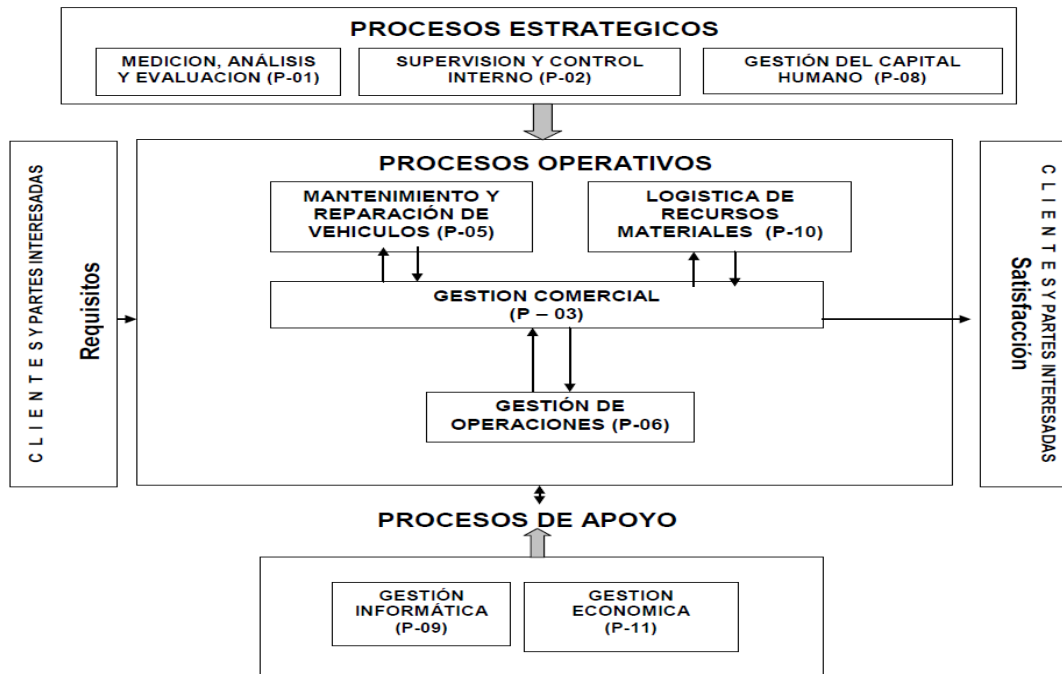 PROCESOS ESTRATEGICOS
MEDICION, ANÁLISIS
Y EVALUACION (P-01)
SUPERVISION Y CONTROL
INTERNO (P-02)
GESTIÓN DEL CAPITAL
HUMANO (P-08)
CLIENTES Y PARTES INTERESADAS
Requisitos
PROCESOS OPERATIVOS
MANTENIMIENTO Y
REPARACIÓN DE
VEHICULOS (P-05)
LOGISTICA DE
RECURSOS
MATERIALES (P-10)
GESTION COMERCIAL
(P – 03)
GESTIÓN DE
OPERACIONES (P-06)
CLIENTES Y PARTES INTERESADAS
Satisfacción
PROCESOS DE APOYO
GESTIÓN
INFORMÁTICA
(P-09)
GESTION
ECONOMICA
(P-11)